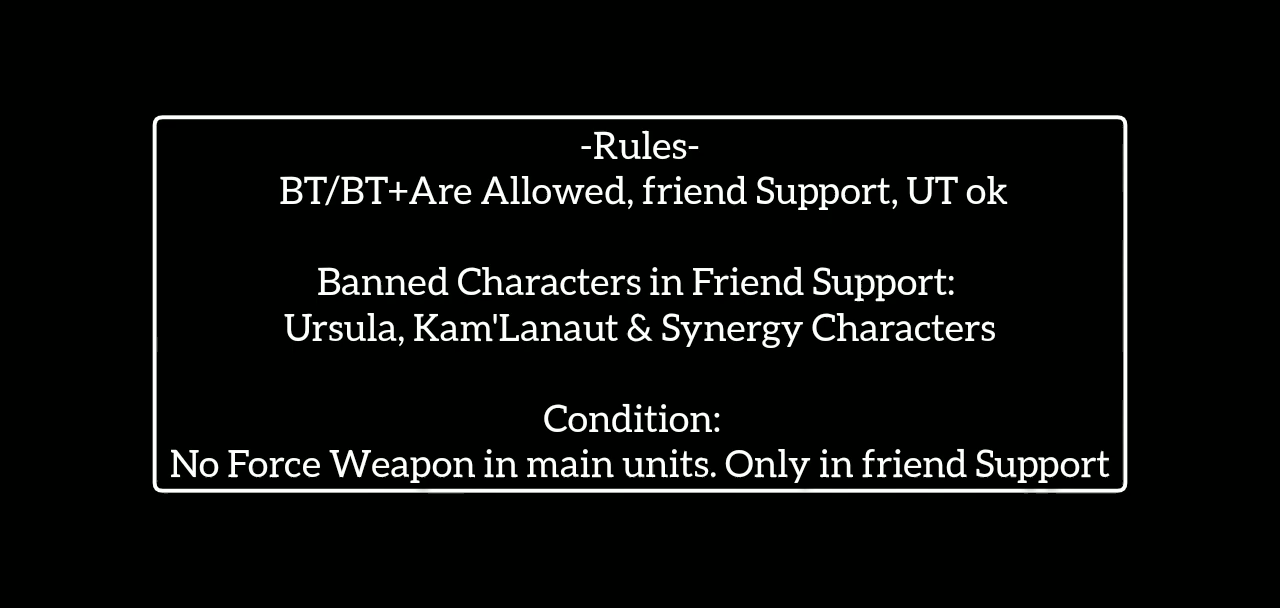 -Rules-
BT/BT+Are Allowed, friend Support, UT ok
Banned Characters in Friend Support:
Ursula, Kam'Lanaut & Synergy Characters
Condition:
No Force Weapon in main units. Only in friend Support